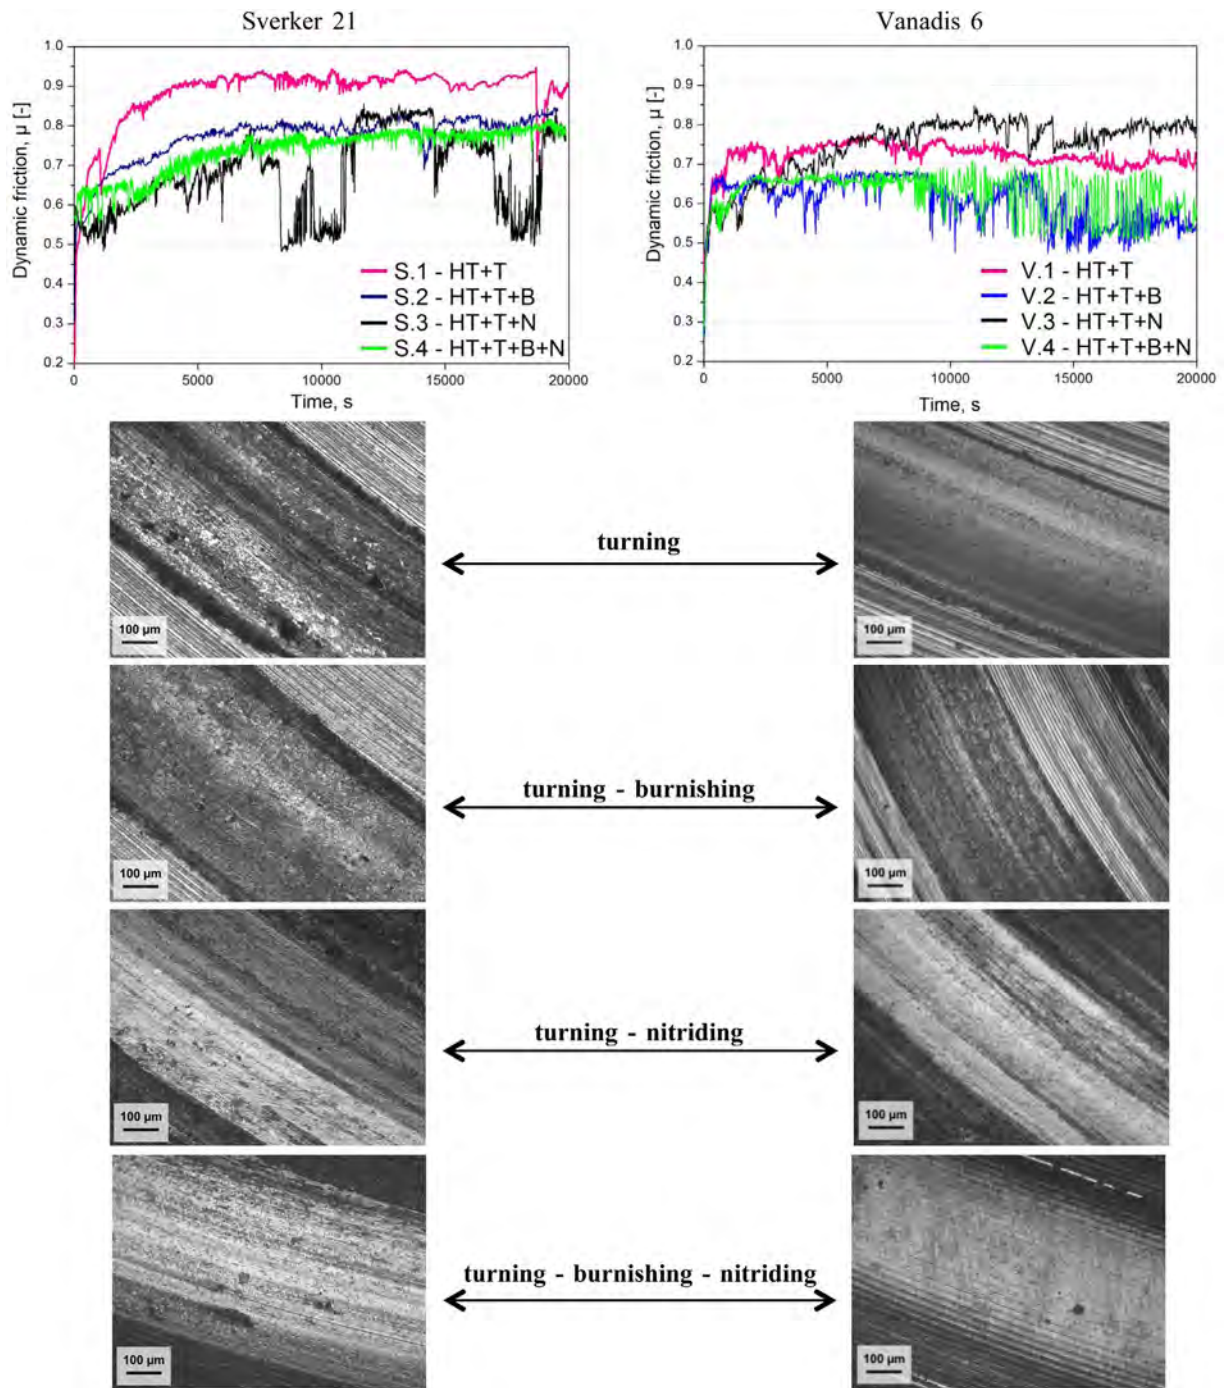 Sverker 21
Vanadis 6
1.0
0.9
0.8
0.7
0.6
0.5
0.4
0.3
0.2
Dynamic friction, μ [-]
S.1 - HT+T
S.2 - HT+T+B
S.3 - HT+T+N
S.4 - HT+T+B+N
0 5000 10000 15000 20000
Time, s
1.0
0.9
0.8
0.7
0.6
0.5
0.4
0.3
0.2
Dynamic friction, μ [-]
V.1 - HT+T
V.2 - HT+T+B
V.3 - HT+T+N
V.4 - HT+T+B+N
0 5000 10000 15000 20000
Time, s
turning
100 μm
100 μm
turning - burnishing
100 μm
100 μm
turning - nitriding
100 μm
100 μm
turning - burnishing - nitriding
100 μm
100 μm